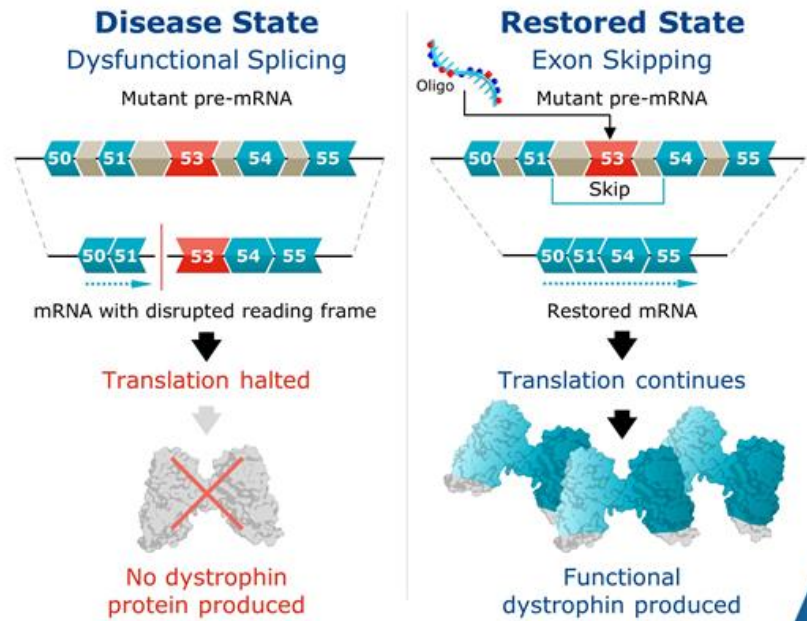 Disease State
Dysfunctional Splicing
Mutant pre-mRNA
50 51 53 54 55
50 51 53 54 55
mRNA with disrupted reading frame
Translation halted
No dystrophin
protein produced
Restored State
Exon Skipping
Oligo
Mutant pre-mRNA
50 51 53 54 55
Skip
50 51 54 55
Restored mRNA
Translation continues
Functional
dystrophin produced